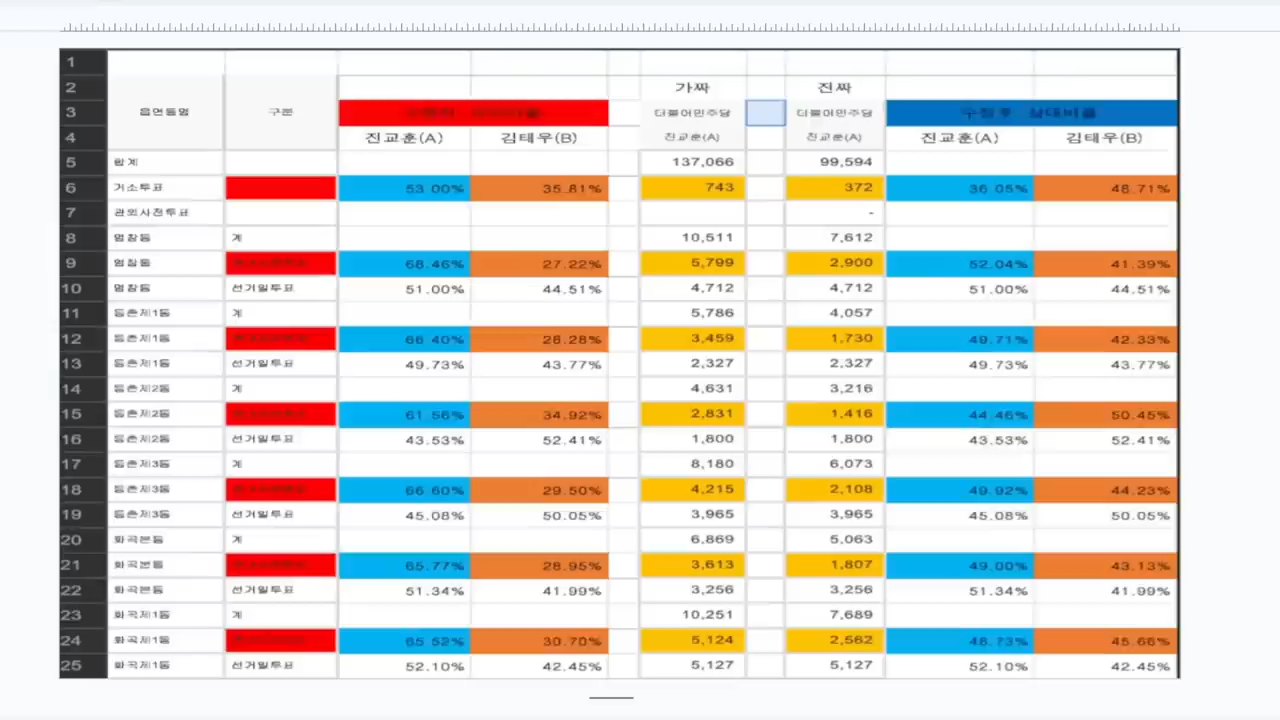 1
2 가짜 진짜
3 읍면동명 구분 더불어민주당 더불어민주당 수정후 상대비율
4 진교훈(A) 김태우(B) 진교훈(A) 진교훈(A) 진교훈(A) 김태우(B)
5 합계 137,066 99,594
6 거소투표 53.00% 35.81% 743 372 36.05% 48.71%
7 관외사전투표 -
8 염창동 계 10,511 7,612
9 염창동 68.46% 27.22% 5,799 2,900 52.04% 41.39%
10 염창동 선거일투표 51.00% 44.51% 4,712 4,712 51.00% 44.51%
11 등촌제1동 계 5,786 4,057
12 등촌제1동 66.40% 28.28% 3,459 1,730 49.71% 42.33%
13 등촌제1동 선거일투표 49.73% 43.77% 2,327 2,327 49.73% 43.77%
14 등촌제2동 계 4,631 3,216
15 등촌제2동 61.56% 34.92% 2,831 1,416 44.46% 50.45%
16 등촌제2동 선거일투표 43.53% 52.41% 1,800 1,800 43.53% 52.41%
17 등촌제3동 계 8,180 6,073
18 등촌제3동 66.60% 29.50% 4,215 2,108 49.92% 44.23%
19 등촌제3동 선거일투표 45.08% 50.05% 3,965 3,965 45.08% 50.05%
20 화곡본동 계 6,869 5,063
21 화곡본동 65.77% 28.95% 3,613 1,807 49.00% 43.13%
22 화곡본동 선거일투표 51.34% 41.99% 3,256 3,256 51.34% 41.99%
23 화곡제1동 계 10,251 7,689
24 화곡제1동 65.52% 30.70% 5,124 2,562 48.73% 45.66%
25 화곡제1동 선거일투표 52.10% 42.45% 5,127 5,127 52.10% 42.45%